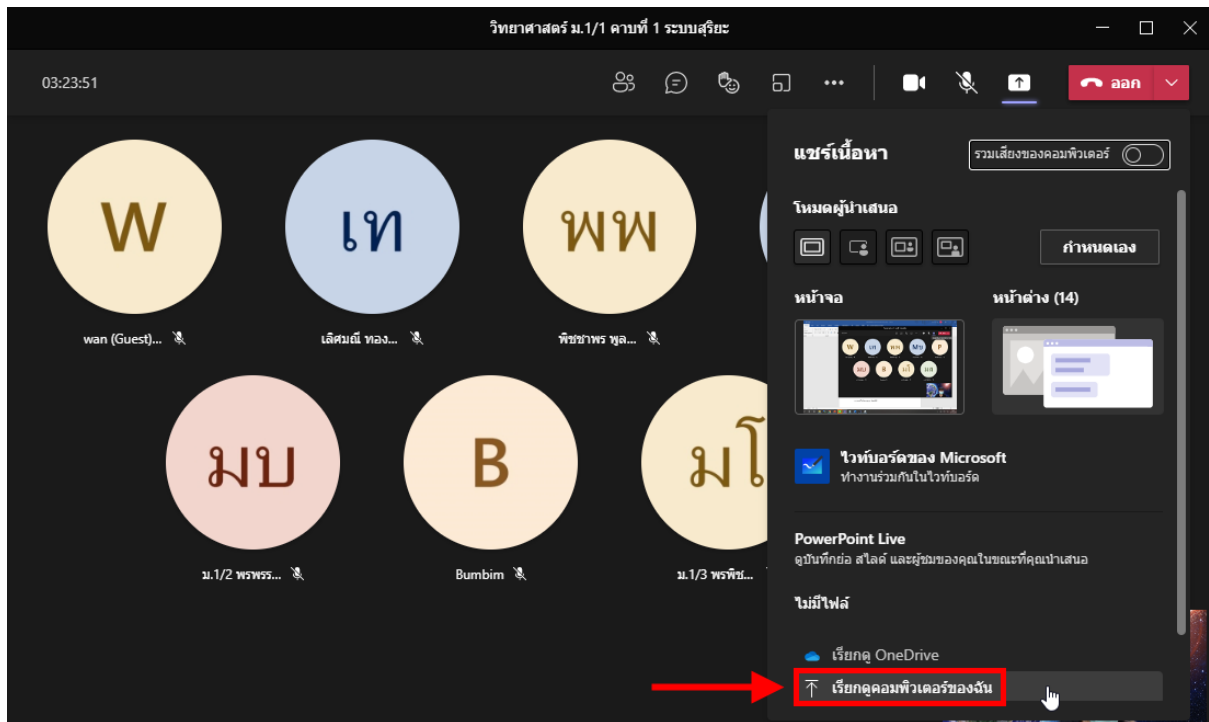 วิทยาศาสตร์ ม.1/1 คาบที่ 1 ระบบสุริยะ
03:23:51
ออก
แชร์เนื้อหา
รวมเสียงของคอมพิวเตอร์
โหมดผู้นำเสนอ
กำหนดเอง
หน้าจอ
หน้าต่าง (14)
W
เท
พพ
wan (Guest)...
เลิศมณี ทอง...
พิชชาพร พูล...
มบ
B
มโ
ม.1/2 พรพรร...
Bumbim
ม.1/3 พรพิช...
ไวท์บอร์ดของ Microsoft
ทำงานร่วมกันในไวท์บอร์ด
PowerPoint Live
ดูบันทึกย่อ สไลด์ และผู้ชมของคุณในขณะที่คุณนำเสนอ
ไม่มีไฟล์
เรียกดู OneDrive
เรียกดูคอมพิวเตอร์ของฉัน